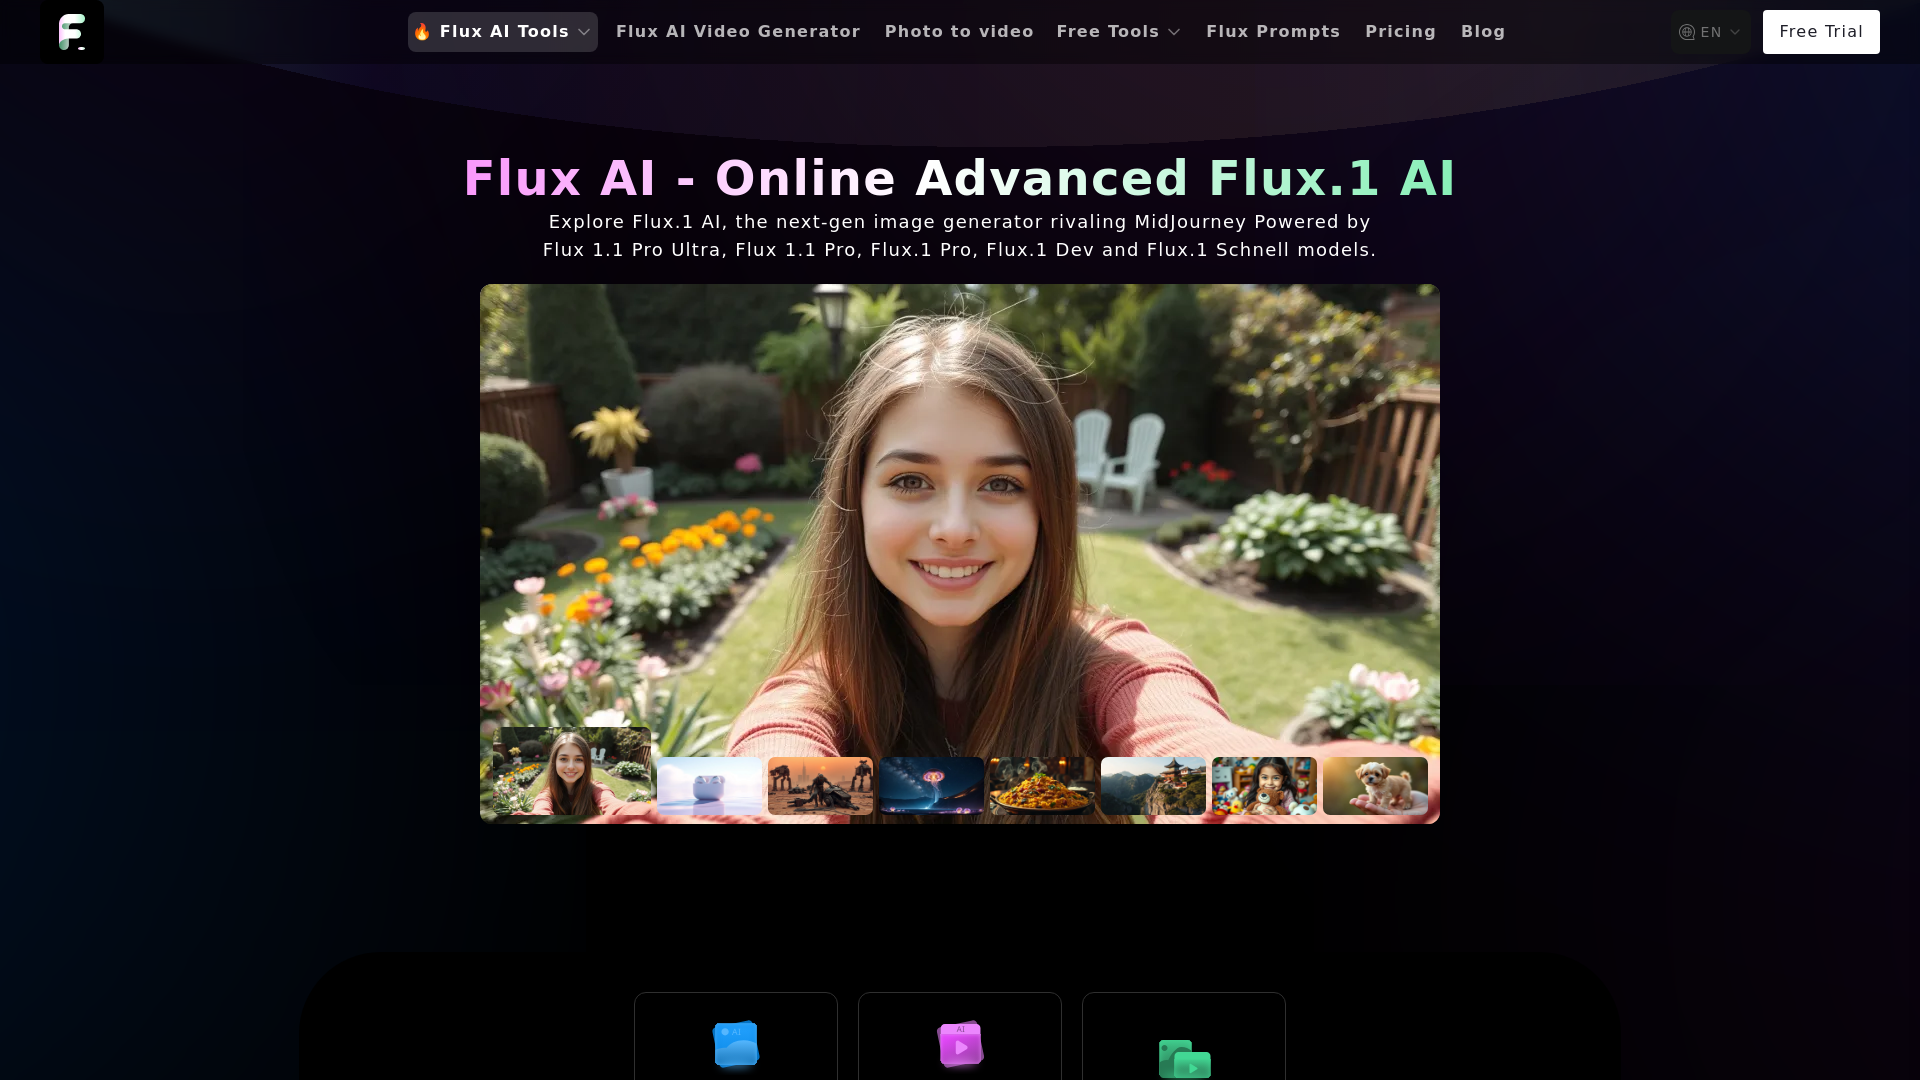 Flux AI Tools
Flux AI Video Generator
Photo to video
Free Tools
Flux Prompts
Pricing
Blog
EN
Free Trial
Flux AI - Online Advanced Flux.1 AI
Explore Flux.1 AI, the next-gen image generator rivaling MidJourney Powered by
Flux 1.1 Pro Ultra, Flux 1.1 Pro, Flux.1 Pro, Flux.1 Dev and Flux.1 Schnell models.
AI
AI